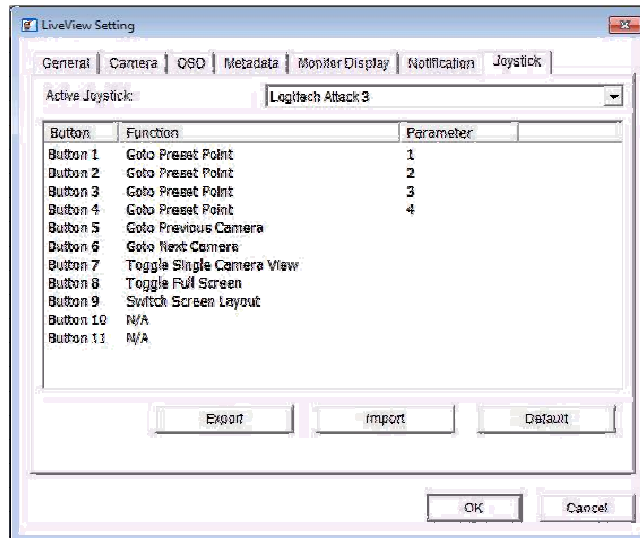 LiveView Setting
General Camera OSD Metadata Monitor Display Notification Joystick
Active Joystick: Logitech Attack 3
Button Function Parameter
Button 1 Goto Preset Point 1
Button 2 Goto Preset Point 2
Button 3 Goto Preset Point 3
Button 4 Goto Preset Point 4
Button 5 Goto Previous Camera
Button 6 Goto Next Camera
Button 7 Toggle Single Camera View
Button 8 Toggle Full Screen
Button 9 Switch Screen Layout
Button 10 N/A
Button 11 N/A
Export Import Default
OK Cancel